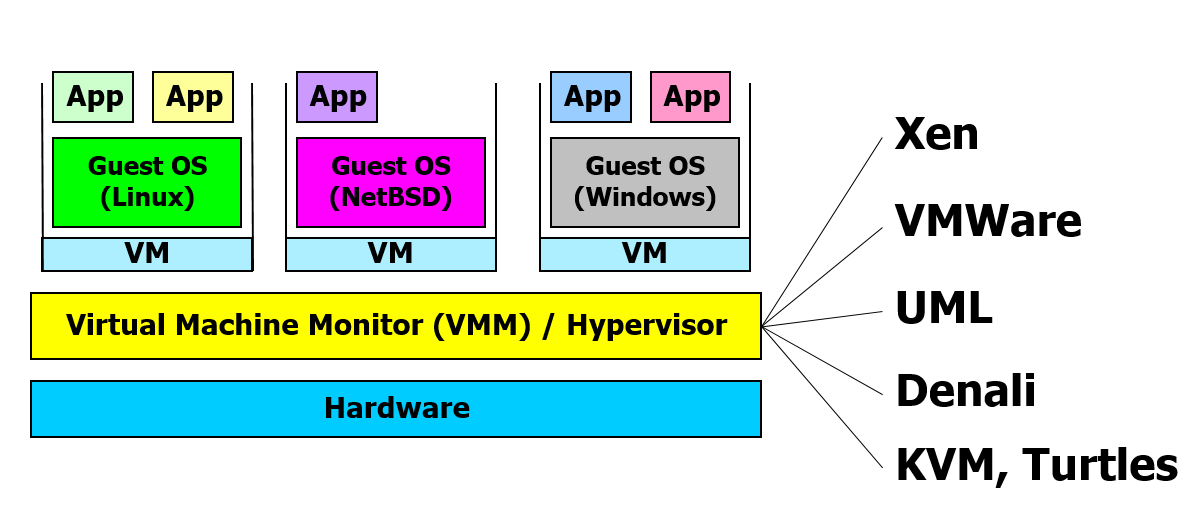 App App App App App
Guest OS
(Linux)
Guest OS
(NetBSD)
Guest OS
(Windows)
VM VM VM
Virtual Machine Monitor (VMM) / Hypervisor
Hardware
Xen
VMWare
UML
Denali
KVM, Turtles